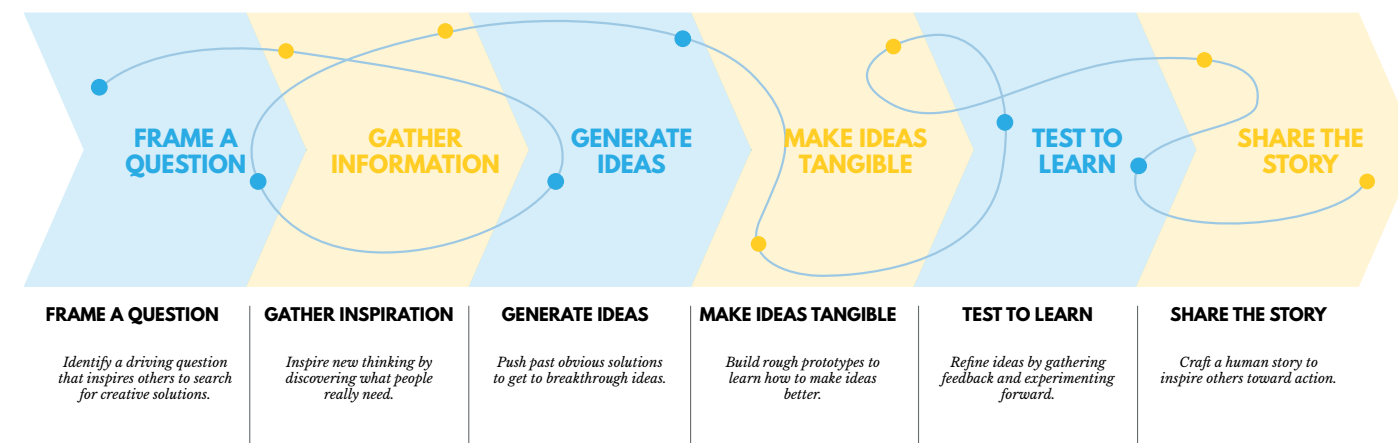 FRAME A
QUESTION
GATHER
INFORMATION
GENERATE
IDEAS
MAKE IDEAS
TANGIBLE
TEST TO
LEARN
SHARE THE
STORY
FRAME A QUESTION
Identify a driving question
that inspires others to search
for creative solutions.
GATHER INSPIRATION
Inspire new thinking by
discovering what people
really need.
GENERATE IDEAS
Push past obvious solutions
to get to breakthrough ideas.
MAKE IDEAS TANGIBLE
Build rough prototypes to
learn how to make ideas
better.
TEST TO LEARN
Refine ideas by gathering
feedback and experimenting
forward.
SHARE THE STORY
Craft a human story to
inspire others toward action.